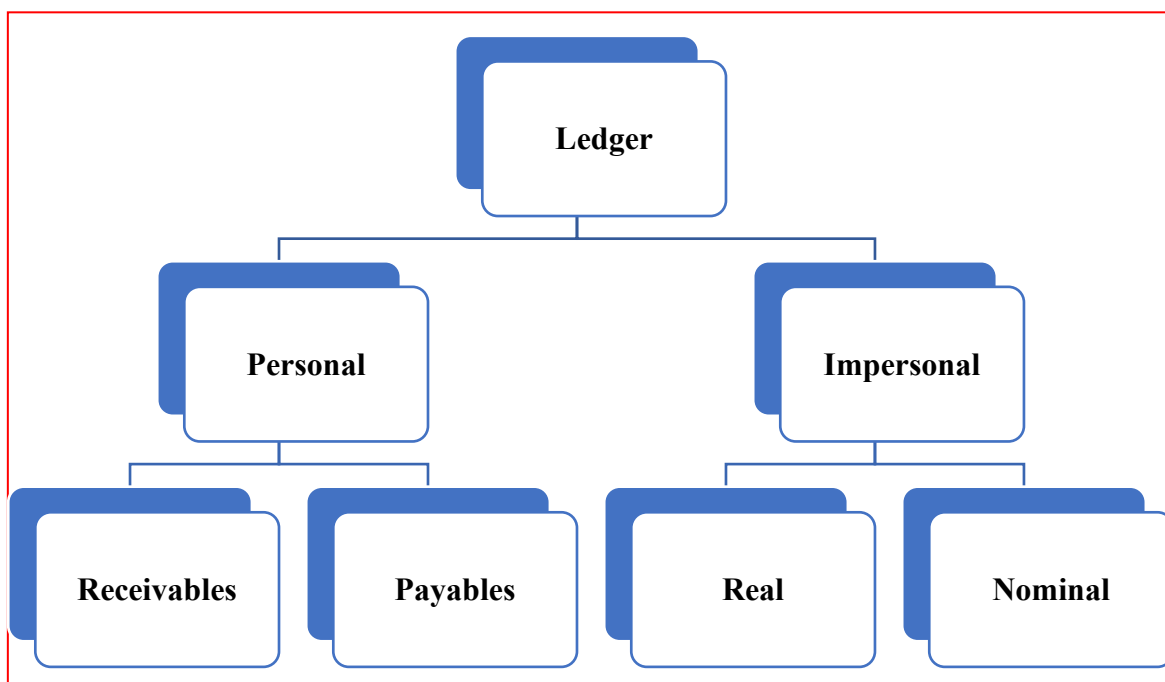 Ledger
Personal
Impersonal
Receivables
Payables
Real
Nominal